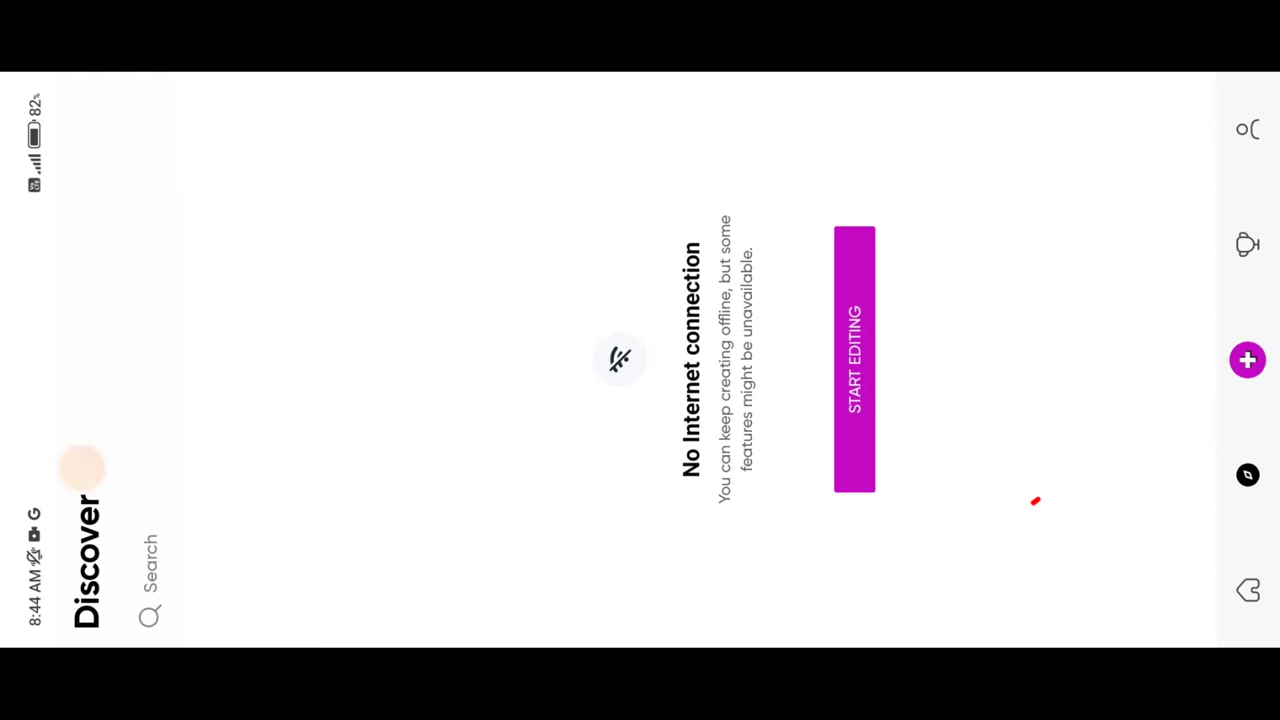 8:44 AM G 82%
Discover
Search
No Internet connection
You can keep creating offline, but some
features might be unavailable.
START EDITING